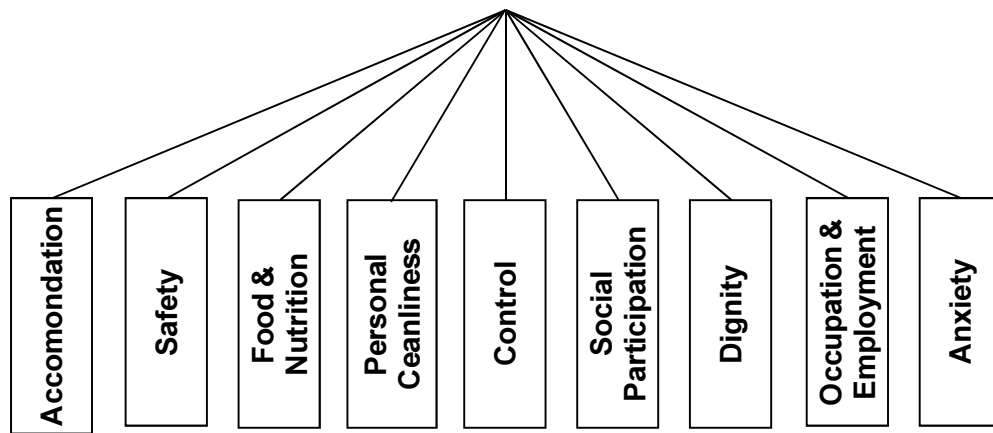 Accomondation
Safety
Food &
Nutrition
Personal
Ceanliness
Control
Social
Participation
Dignity
Occupation &
Employment
Anxiety